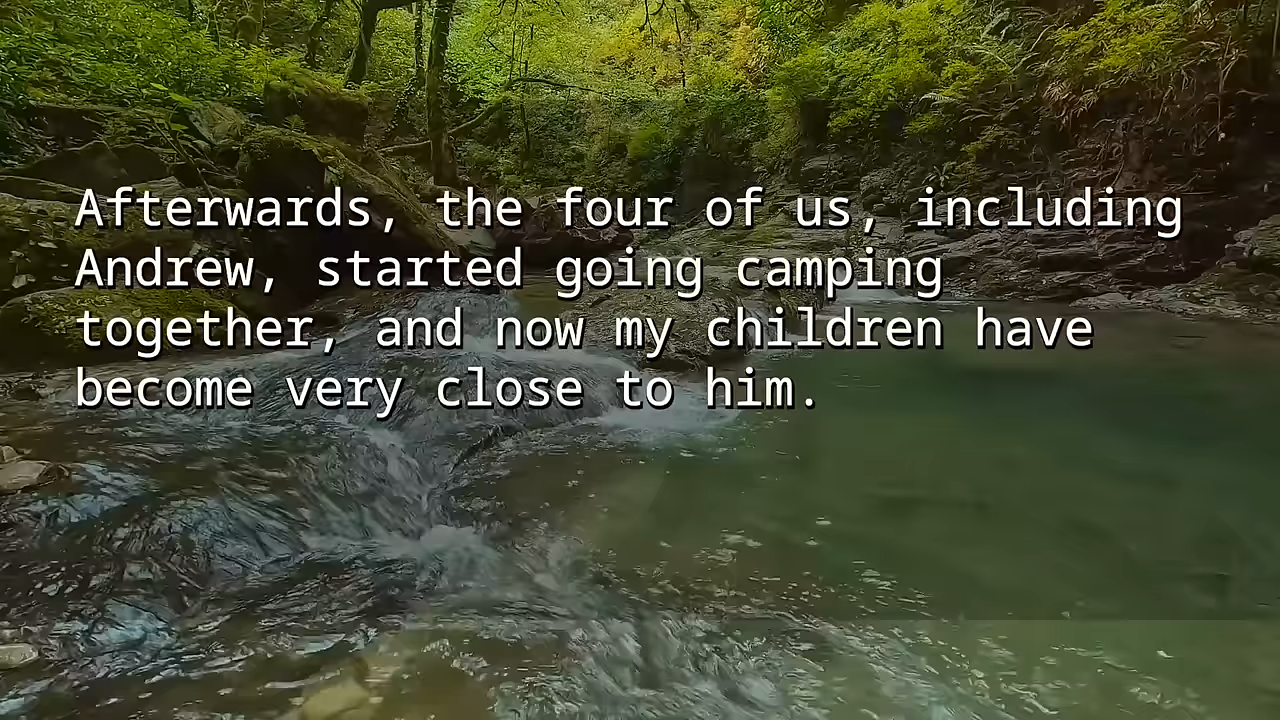 Afterwards, the four of us, including
Andrew, started going camping
together, and now my children have
become very close to him.